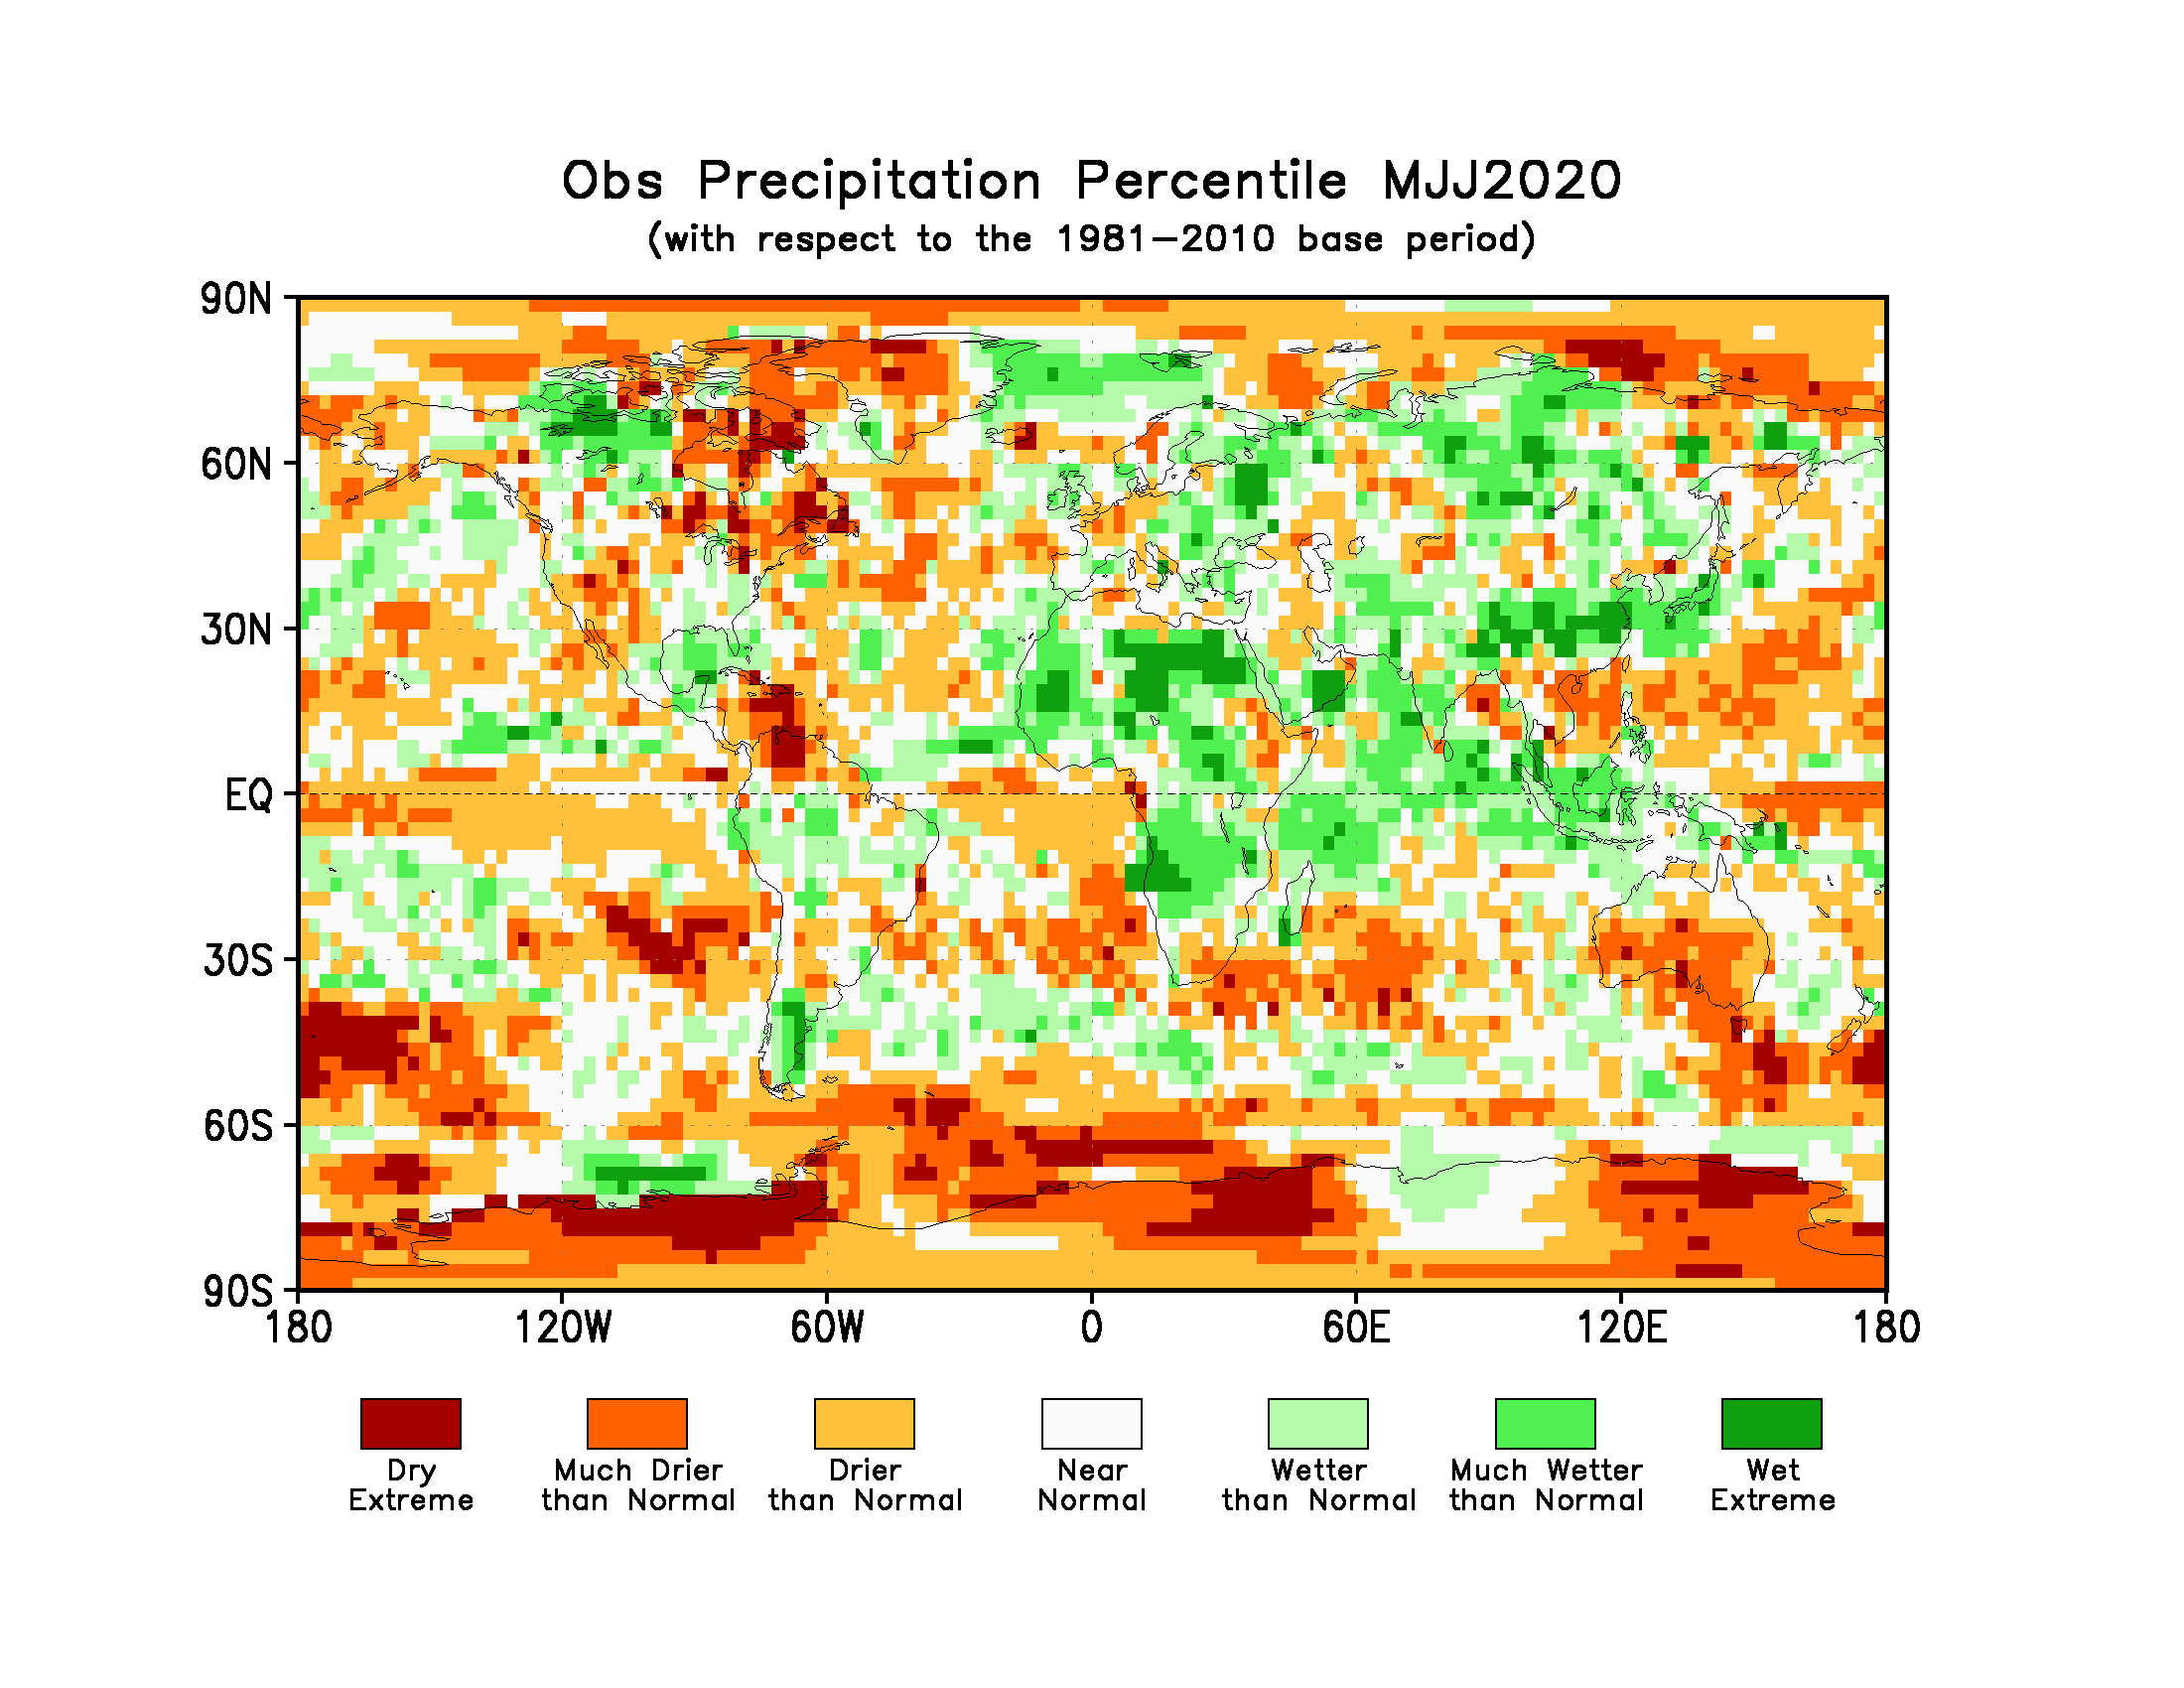 Obs Precipitation Percentile MJJ2020
(with respect to the 1981-2010 base period)
90N
60N
30N
EQ
30S
60S
90S
180 120W 60W 0 60E 120E 180
Dry Extreme
Much Drier than Normal
Drier than Normal
Near Normal
Wetter than Normal
Much Wetter than Normal
Wet Extreme